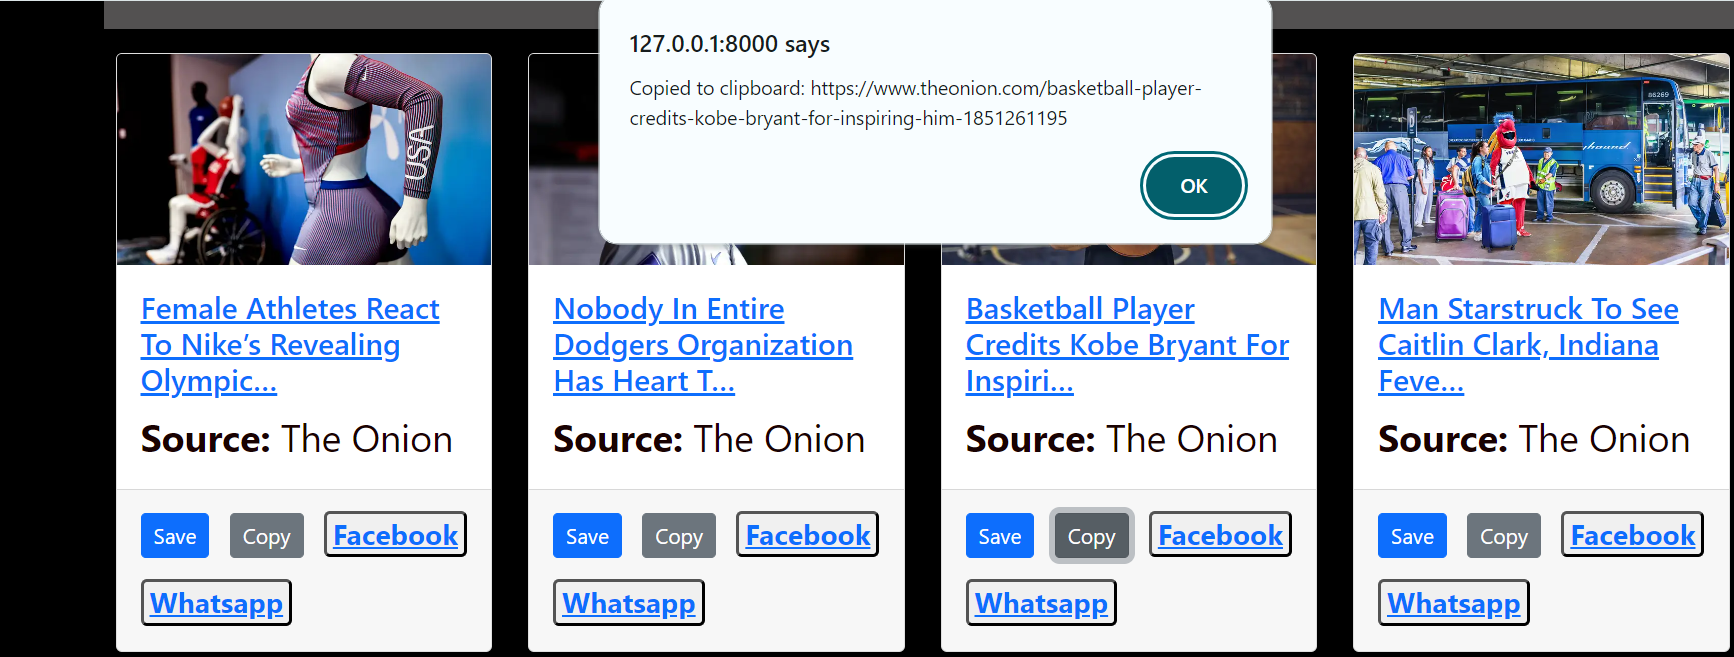 127.0.0.1:8000 says
Copied to clipboard: https://www.theonion.com/basketball-player-
credits-kobe-bryant-for-inspiring-him-1851261195
OK
USA
86269
Female Athletes React
To Nike’s Revealing
Olympic...
Source: The Onion
Save
Copy
Facebook
Whatsapp
Nobody In Entire
Dodgers Organization
Has Heart T...
Source: The Onion
Save
Copy
Facebook
Whatsapp
Basketball Player
Credits Kobe Bryant For
Inspiri...
Source: The Onion
Save
Copy
Facebook
Whatsapp
Man Starstruck To See
Caitlin Clark, Indiana
Feve...
Source: The Onion
Save
Copy
Facebook
Whatsapp